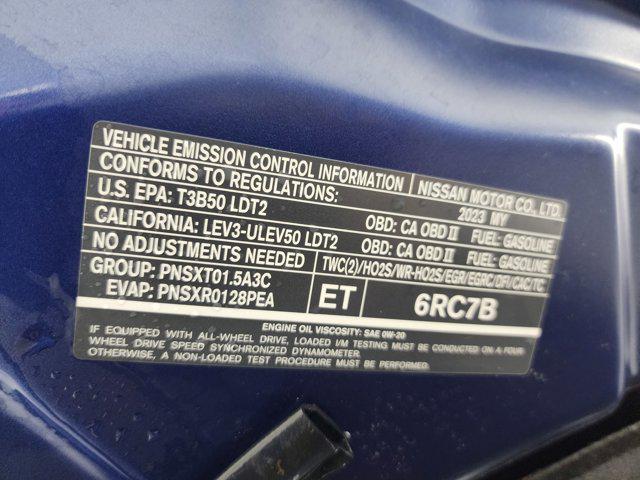 VEHICLE EMISSION CONTROL INFORMATION NISSAN MOTOR CO., LTD.
CONFORMS TO REGULATIONS: 2023 MY
U.S. EPA: T3B50 LDT2 OBD: CA OBD II FUEL: GASOLINE
CALIFORNIA: LEV3-ULEV50 LDT2 OBD: CA OBD II FUEL: GASOLINE
NO ADJUSTMENTS NEEDED TWC(2)/HO2S/WR-HO2S/EGR/EGRC/DFI/CAC/TC
GROUP: PNSXT01.5A3C
EVAP: PNSXR0128PEA ET 6RC7B
ENGINE OIL VISCOSITY: SAE 0W-20
IF EQUIPPED WITH ALL-WHEEL DRIVE, LOADED I/M TESTING MUST BE CONDUCTED ON A FOUR
WHEEL DRIVE SPEED SYNCHRONIZED DYNAMOMETER.
OTHERWISE, A NON-LOADED TEST PROCEDURE MUST BE PERFORMED.